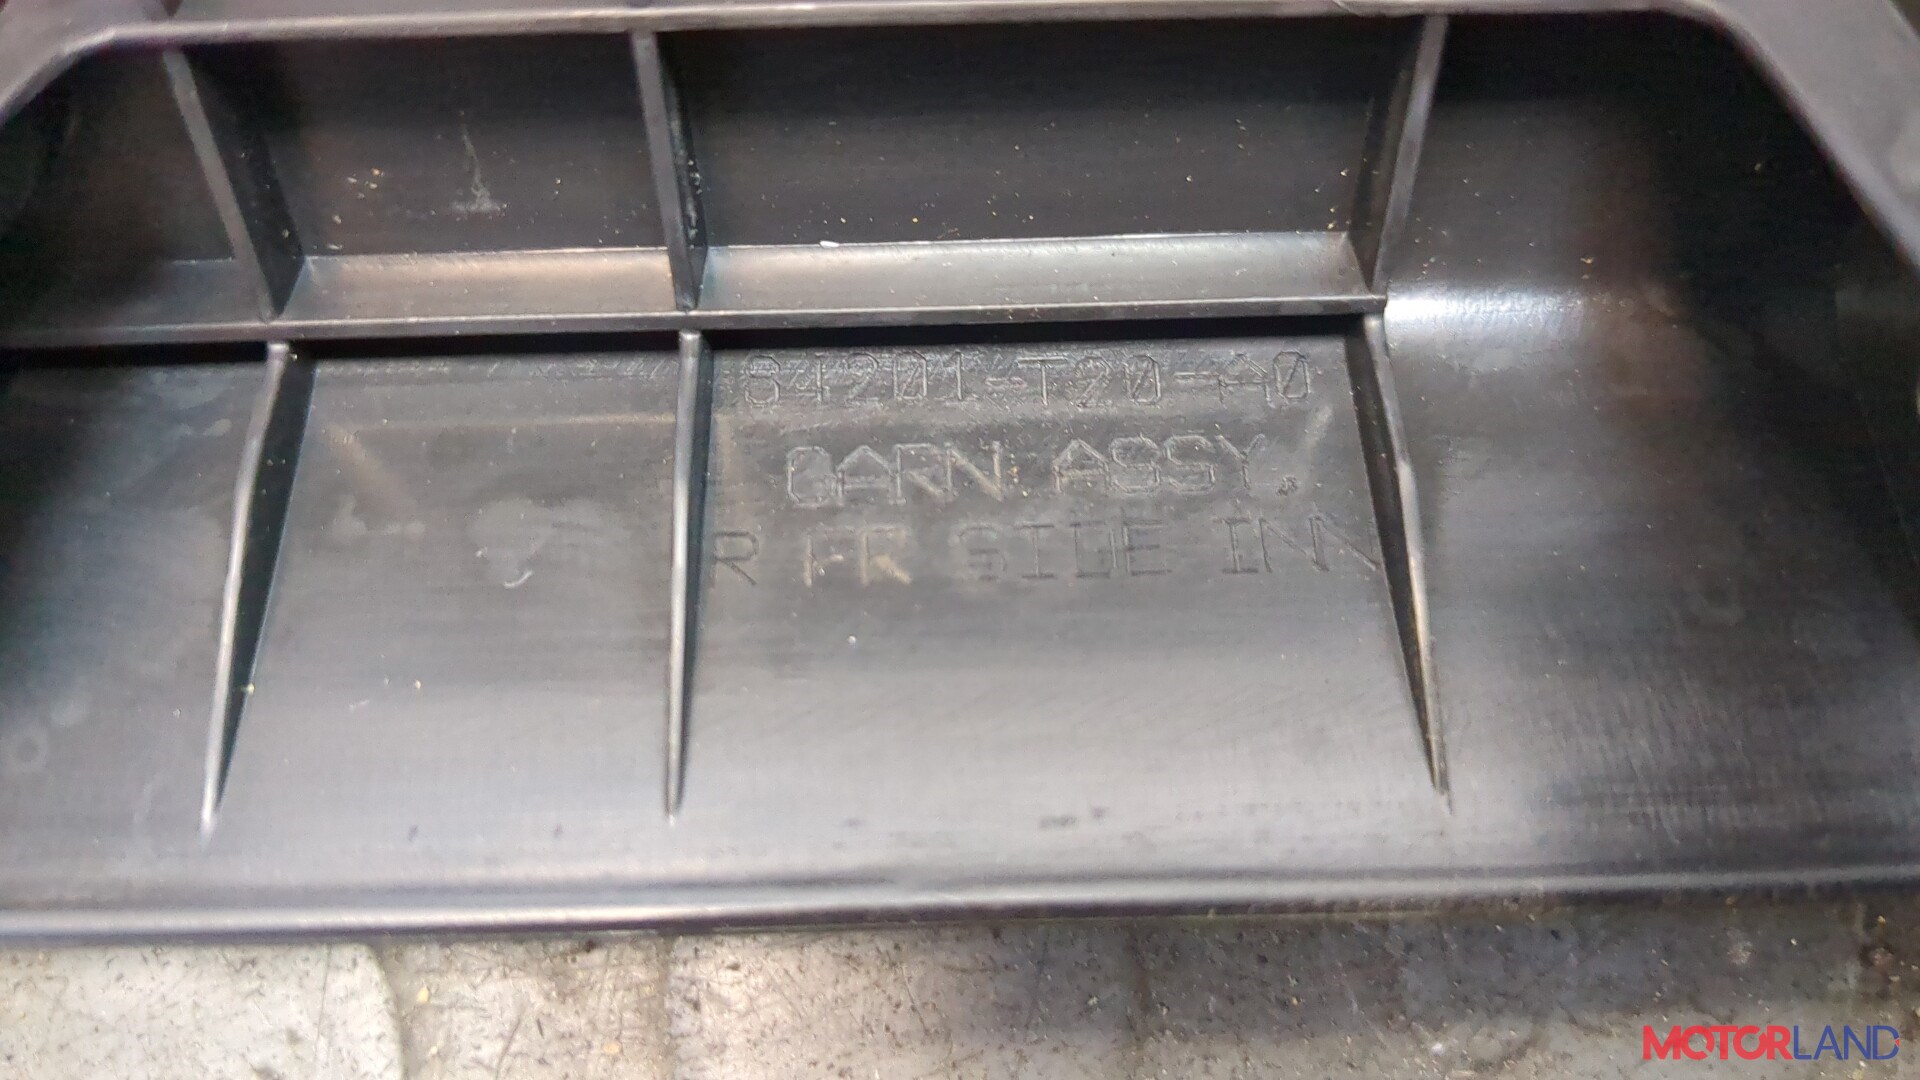 84201-T20-A0
GARN ASSY,
R FR SIDE INN
MOTORLAND